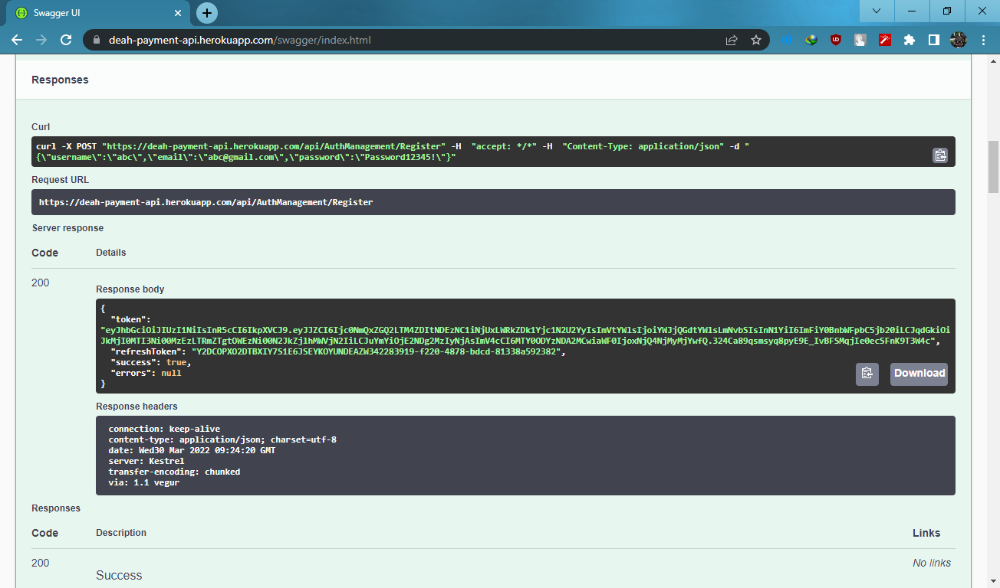 Swagger UI
deah-payment-api.herokuapp.com/swagger/index.html
Responses
Curl
curl -X POST "https://deah-payment-api.herokuapp.com/api/AuthManagement/Register" -H  "accept: */*" -H  "Content-Type: application/json" -d "
{\"username\":\"abc\",\"email\":\"abc@gmail.com\",\"password\":\"Password12345!\"}"
Request URL
https://deah-payment-api.herokuapp.com/api/AuthManagement/Register
Server response
Code Details
200
Response body
{
"token":
"eyJhbGciOiJIUzI1NiIsInR5cCI6IkpXVCJ9.eyJJZCI6Ijc0NmQxZGQ2LTM4ZDItNDEzNC1iNjUxLWRkZDk1Yjc1N2U2YyIsImVtYWlsIjoiYWJjQGdtYWlsLmNvbSIsInN1YiI6ImFiY0BnbWFpbC5jb20iLCJqdGkiOi
JkMjI0MTI3Ni00MzEzLTRmZTgtOWEzNi00N2JkZjlhMWVjN2IiLCJuYmYiOjE2NDg2MzIyNjAsImV4cCI6MTY0ODYzNDA2MCwiaWF0IjoxNjQ4NjMyMjYwfQ.324Ca89qsmsyq8pyE9E_IvBFSMqjIe0ecSFnK9T3W4c",
"refreshToken": "Y2DCOPXO2DTBXIY7S1E6JSEYKOYUNDEAZW342283919-f220-4878-bdcd-81338a592382",
"success": true,
"errors": null
}
Download
Response headers
connection: keep-alive
content-type: application/json; charset=utf-8
date: Wed30 Mar 2022 09:24:20 GMT
server: Kestrel
transfer-encoding: chunked
via: 1.1 vegur
Responses
Code Description Links
200 No links
Success